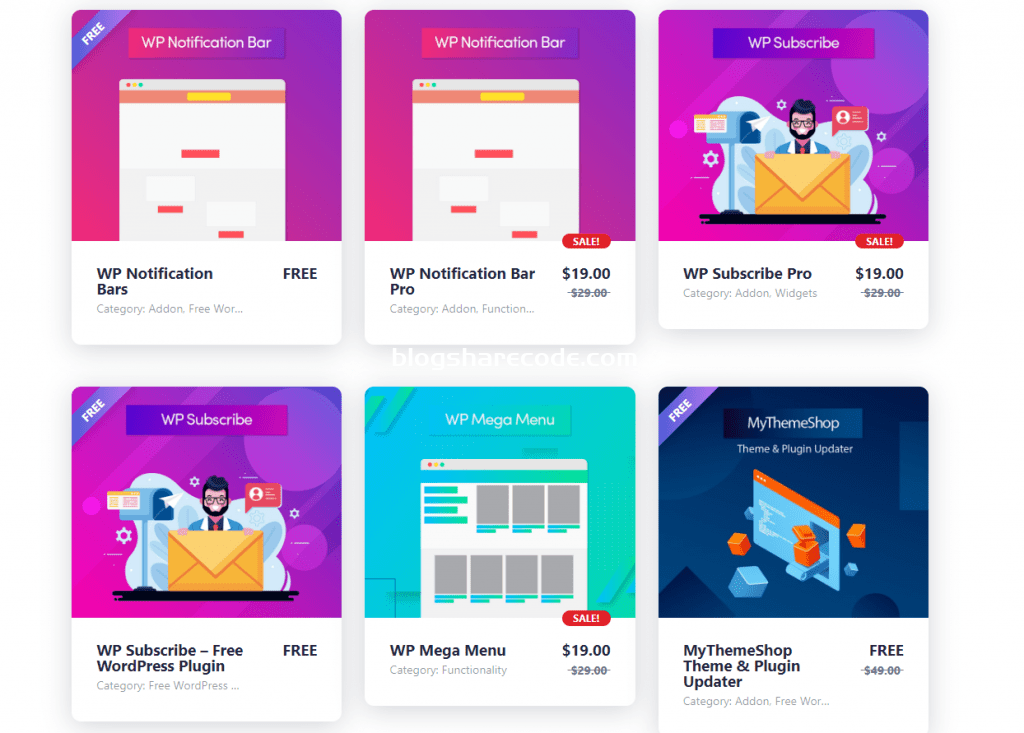 FREE
WP Notification Bar
WP Notification
Bars
FREE
Category: Addon, Free Wor...
WP Notification Bar
SALE!
WP Notification Bar
Pro
$19.00
$29.00
Category: Addon, Function...
WP Subscribe
SALE!
WP Subscribe Pro
$19.00
Category: Addon, Widgets
$29.00
blogsharecode.com
FREE
WP Subscribe
WP Subscribe – Free
WordPress Plugin
FREE
Category: Free WordPress ...
WP Mega Menu
SALE!
WP Mega Menu
$19.00
Category: Functionality
$29.00
FREE
MyThemeShop
Theme & Plugin Updater
MyThemeShop
Theme & Plugin
Updater
FREE
$49.00
Category: Addon, Free Wor...